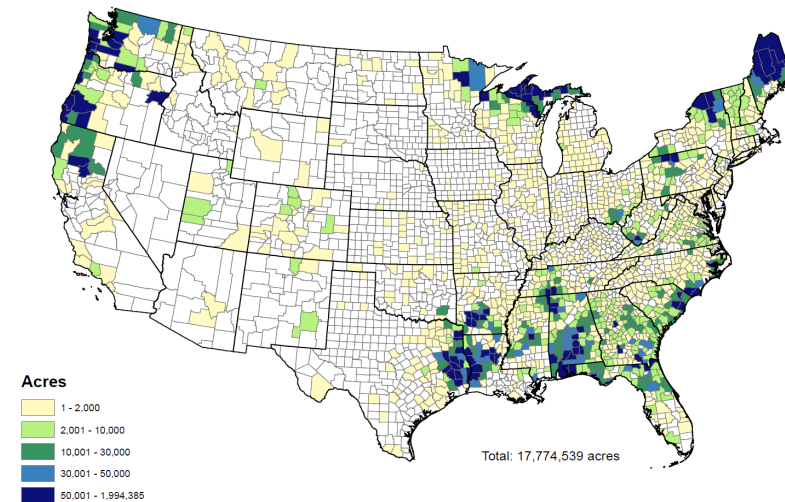 Acres
1 - 2,000
2,001 - 10,000
10,001 - 30,000
30,001 - 50,000
50,001 - 1,994,385
Total: 17,774,539 acres